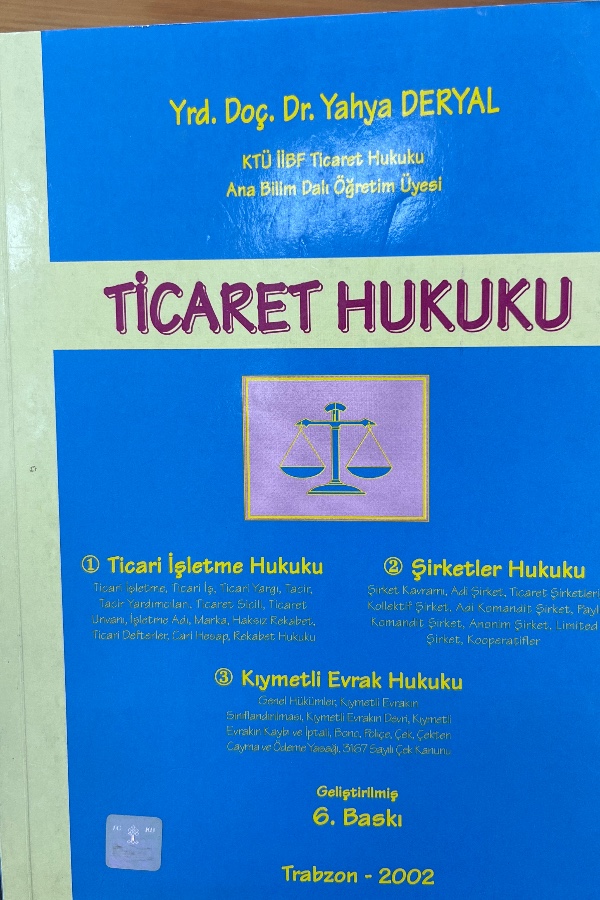 Yrd. Doç. Dr. Yahya DERYAL
KTÜ İİBF Ticaret Hukuku
Ana Bilim Dalı Öğretim Üyesi
TİCARET HUKUKU
① Ticari İşletme Hukuku
Ticari İşletme, Ticari İş, Ticari Yargı, Tacir,
Tacir Yardımcıları, Ticaret Sicili, Ticaret
Unvanı, İşletme Adı, Marka, Haksız Rekabet,
Ticari Defterler, Cari Hesap, Rekabet Hukuku
② Şirketler Hukuku
Şirket Kavramı, Adi Şirket, Ticaret Şirketleri
Kollektif Şirket, Adi Komandit Şirket, Paylı
Komandit Şirket, Anonim Şirket, Limited
Şirket, Kooperatifler
③ Kıymetli Evrak Hukuku
Genel Hükümler, Kıymetli Evrakın
Sınıflandırılması, Kıymetli Evrakın Devri, Kıymetli
Evrakın Kaybı ve İptali, Bono, Poliçe, Çek, Çekten
Cayma ve Ödeme Yasağı, 3167 Sayılı Çek Kanunu
Geliştirilmiş
6. Baskı
Trabzon - 2002